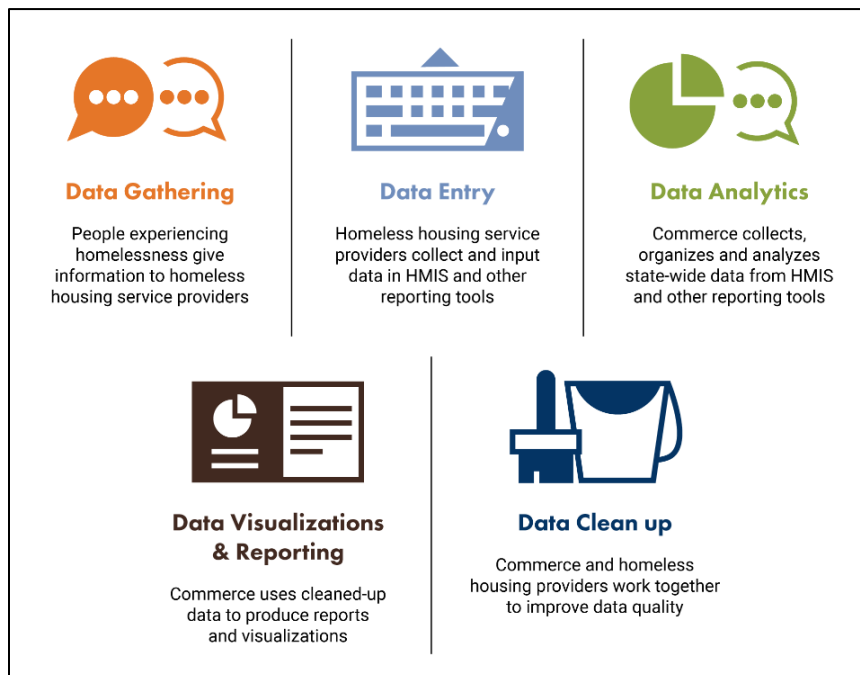 Data Gathering
People experiencing
homelessness give
information to homeless
housing service providers
Data Entry
Homeless housing service
providers collect and input
data in HMIS and other
reporting tools
Data Analytics
Commerce collects,
organizes and analyzes
state-wide data from HMIS
and other reporting tools
Data Visualizations
& Reporting
Commerce uses cleaned-up
data to produce reports
and visualizations
Data Clean up
Commerce and homeless
housing providers work together
to improve data quality